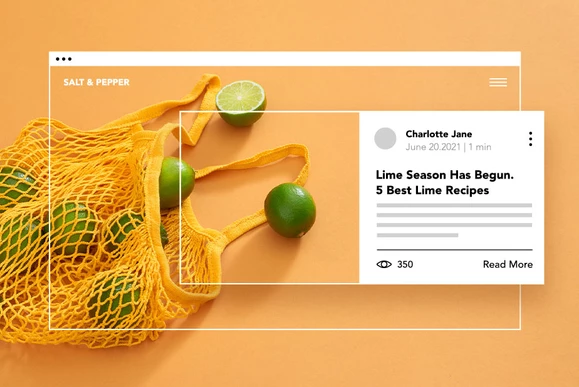 SALT & PEPPER
Charlotte Jane
June 20.2021 | 1 min
Lime Season Has Begun.
5 Best Lime Recipes
350
Read More